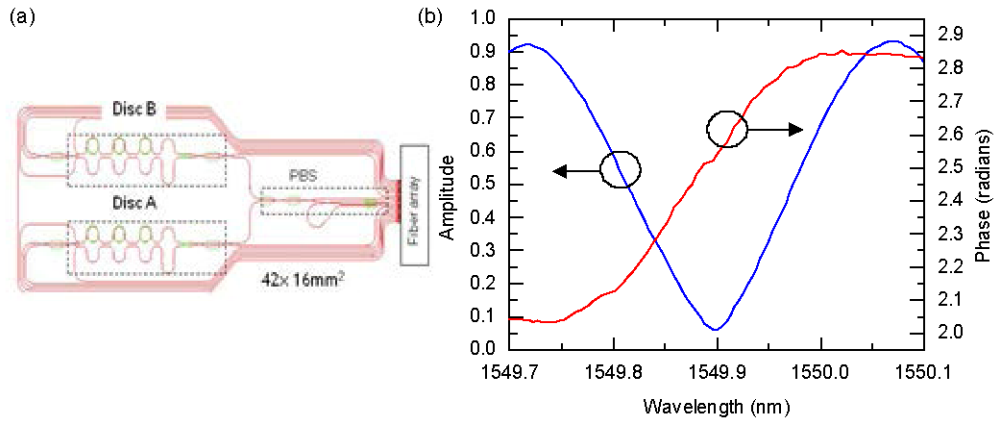 (a)
Disc B
Disc A
PBS
Fiber array
42× 16mm²
(b)
1.0
0.9
0.8
0.7
0.6
0.5
0.4
0.3
0.2
0.1
0.0
Amplitude
2.9
2.8
2.7
2.6
2.5
2.4
2.3
2.2
2.1
2.0
Phase (radians)
1549.7 1549.8 1549.9 1550.0 1550.1
Wavelength (nm)